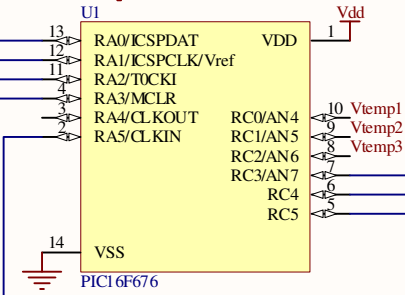 U1
Vdd
13 RA0/ICSPDAT VDD 1
12 RA1/ICSPCLK/Vref
11 RA2/T0CKI
4 RA3/MCLR
3 RA4/CLKOUT RC0/AN4 10 Vtemp1
2 RA5/CLKIN RC1/AN5 9 Vtemp2
RC2/AN6 8 Vtemp3
RC3/AN7 7
RC4 6
RC5 5
14 VSS
PIC16F676